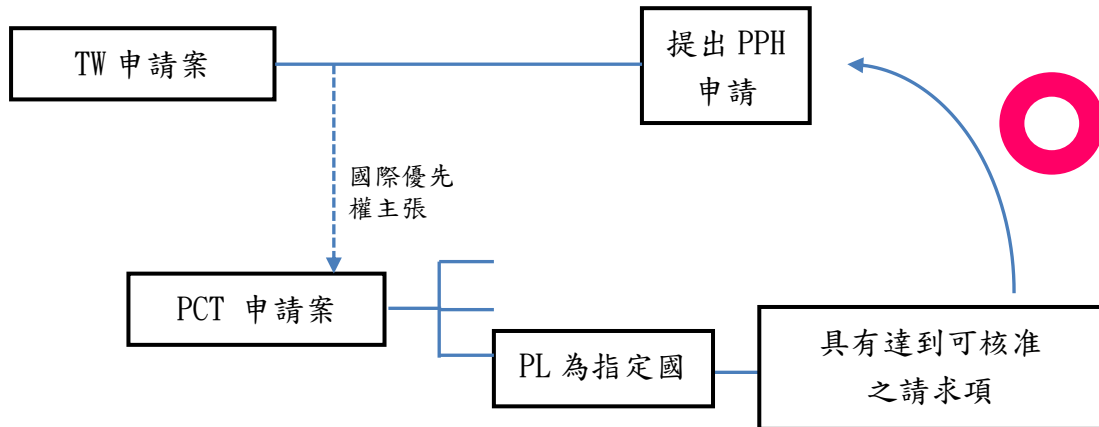 TW 申請案
提出 PPH
申請
國際優先
權主張
PCT 申請案
PL 為指定國
具有達到可核准
之請求項